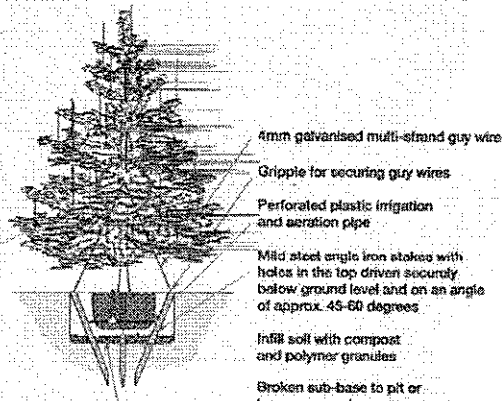 4mm galvanised multi-strand guy wire
Gripple for securing guy wires
Perforated plastic irrigation
and aeration pipe
Mild steel angle iron stakes with
holes in the top driven securely
below ground level and on an angle
of approx. 45-60 degrees
Infill soil with compost
and polymer granules
Broken sub-base to pit or